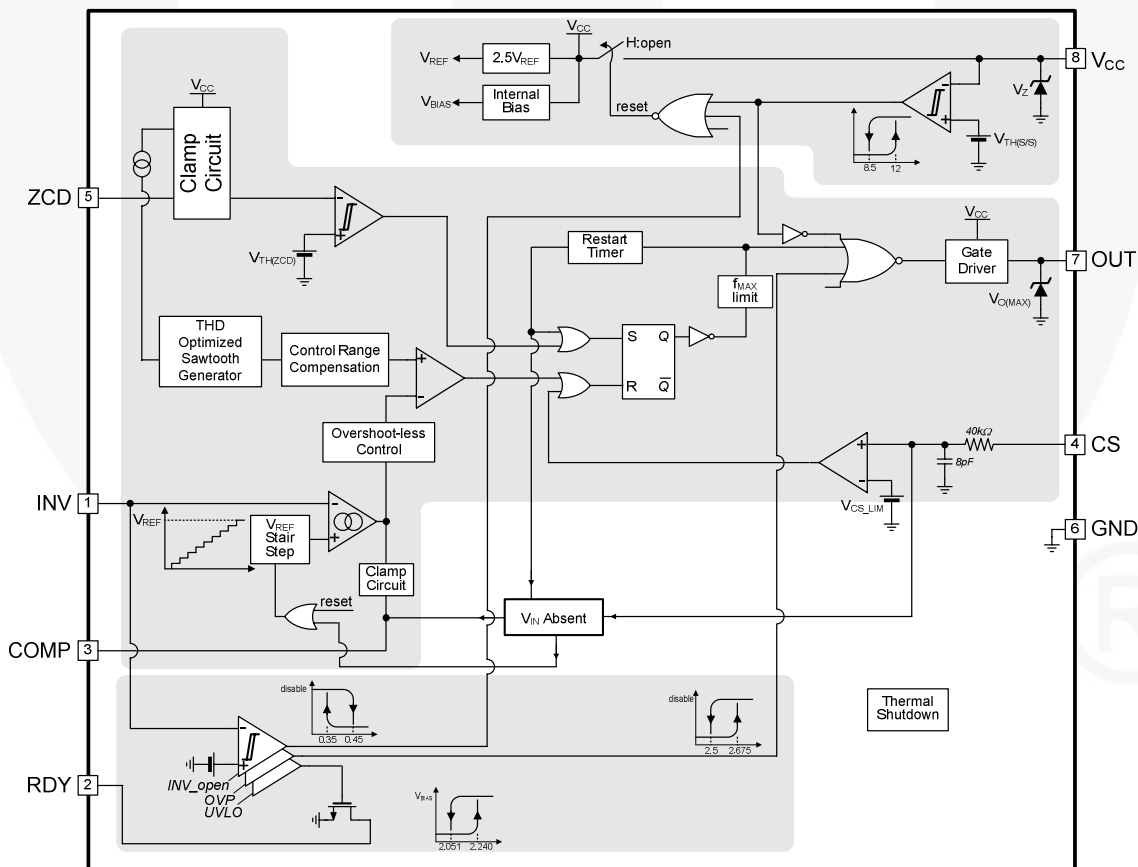 VCC
H:open
VREF
2.5VREF
8
VCC
VBIAS
Internal
Bias
reset
VZ
VTH(S/S)
8.5
12
VCC
Clamp
Circuit
ZCD
5
VTH(ZCD)
Restart
Timer
VCC
Gate
Driver
7
OUT
VO(MAX)
fMAX
limit
THD
Optimized
Sawtooth
Generator
Control Range
Compensation
S
Q
R
Q
Overshoot-less
Control
40kΩ
8pF
4
CS
VCS_LIM
INV
1
VREF
VREF
Stair
Step
6
GND
Clamp
Circuit
reset
VIN Absent
COMP
3
disable
0.35
0.45
disable
2.5
2.675
Thermal
Shutdown
RDY
2
INV_open
OVP
UVLO
VBIAS
2.051
2.240
R